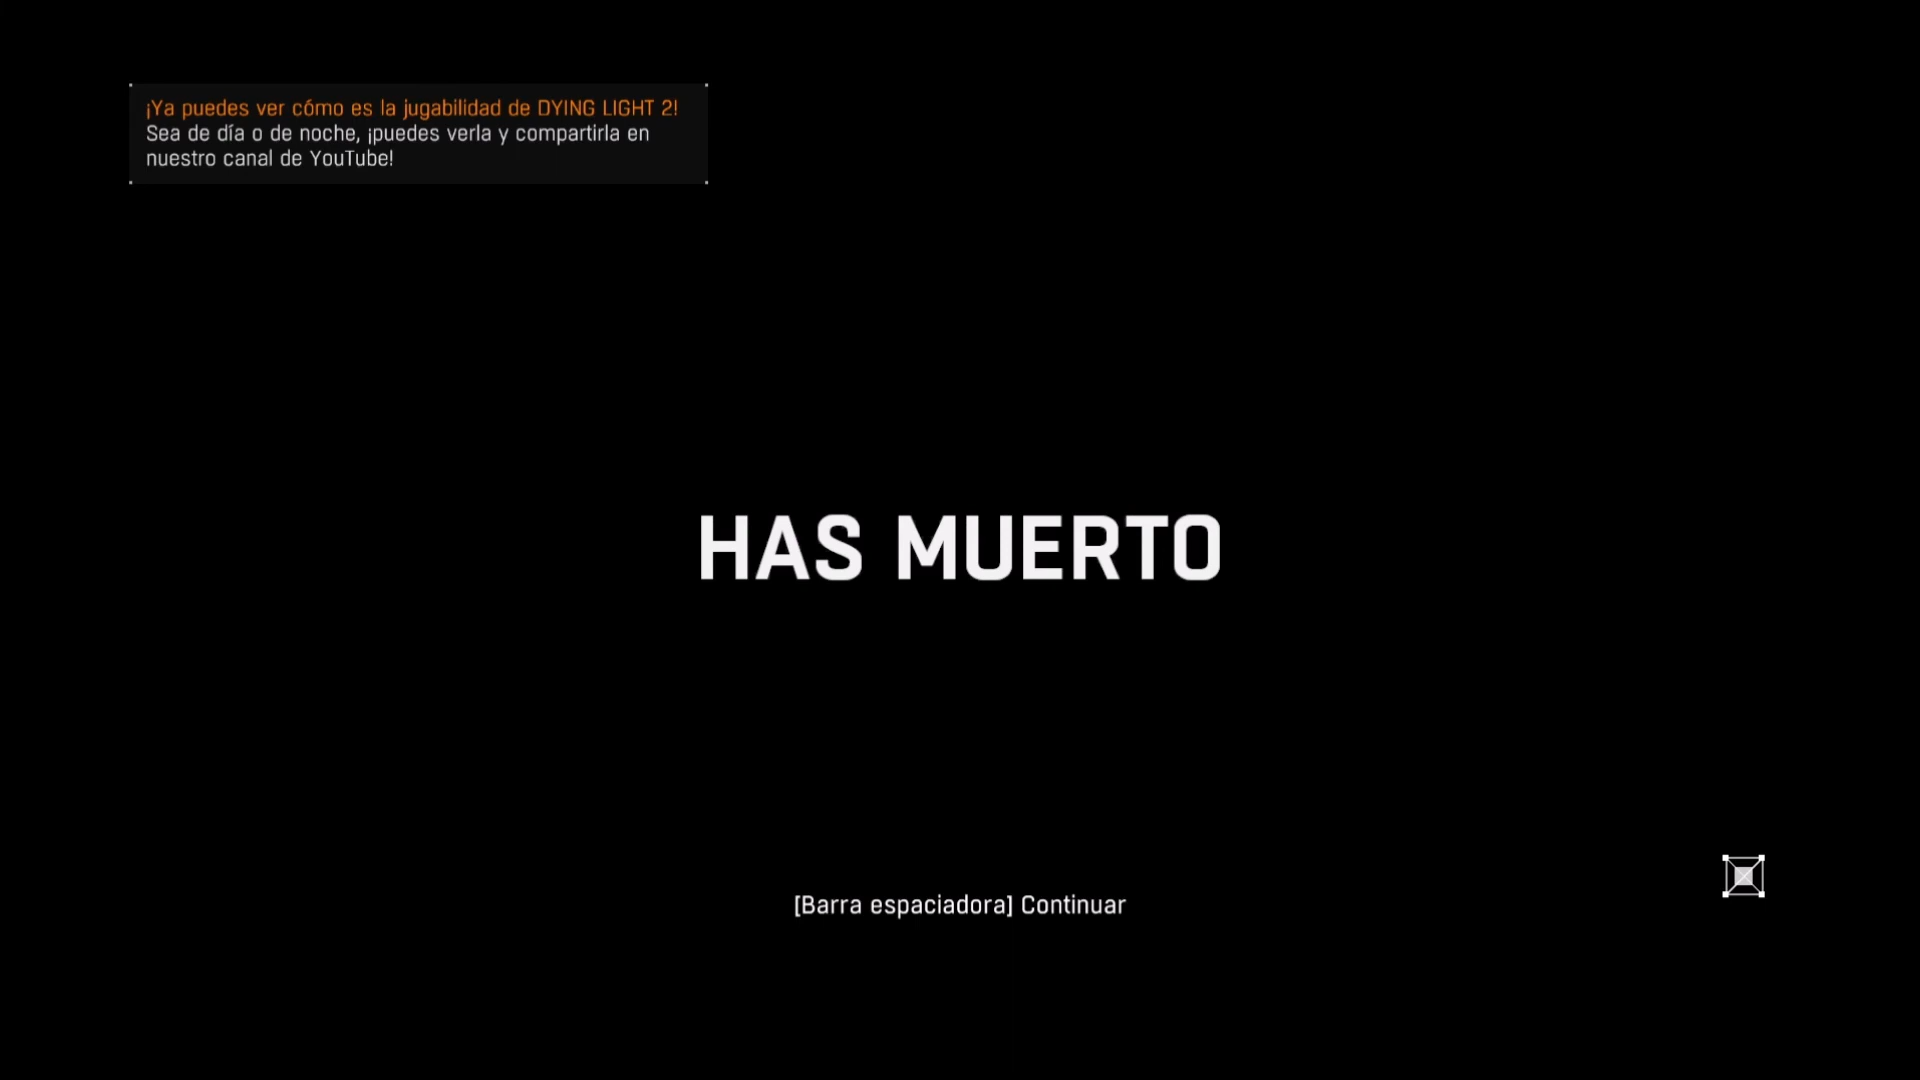 ¡Ya puedes ver cómo es la jugabilidad de DYING LIGHT 2!
Sea de día o de noche, ¡puedes verla y compartirla en
nuestro canal de YouTube!
HAS MUERTO
[Barra espaciadora] Continuar